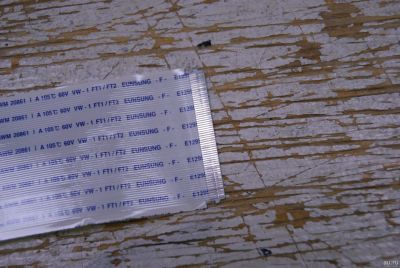 AWM 20861 I A 105℃ 60V VW-1 FT1/FT2 EUNSUNG -F- E129
AWM 20861 I A 105℃ 60V VW-1 FT1/FT2 EUNSUNG -F- E129
AWM 20861 I A 105℃ 60V VW-1 FT1/FT2 EUNSUNG -F- E129
AWM 20861 I A 105℃ 60V VW-1 FT1/FT2 EUNSUNG -F- E129
AWM 20861 I A 105℃ 60V VW-1 FT1/FT2 EUNSUNG -F- E129
20861 I A 105℃ 60V VW-1 FT1/FT2 EUNSUNG -F- E129
105℃ 60V VW-1 FT1/FT2 EUNSUNG -F- E129